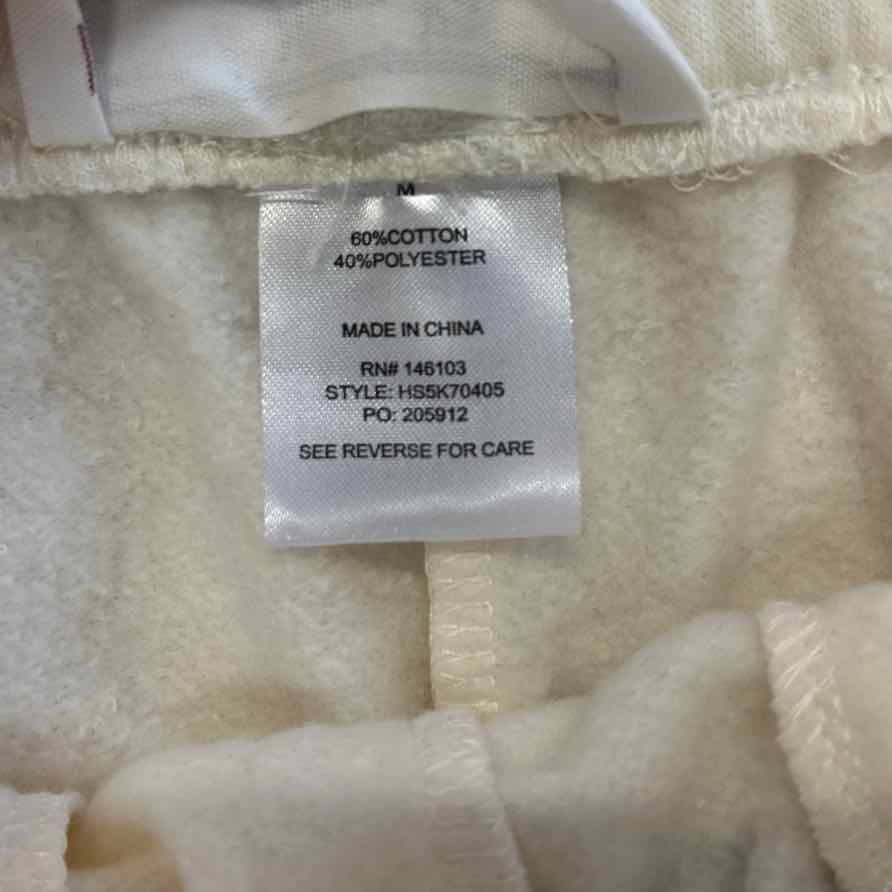 M
60%COTTON
40%POLYESTER
MADE IN CHINA
RN# 146103
STYLE: HS5K70405
PO: 205912
SEE REVERSE FOR CARE